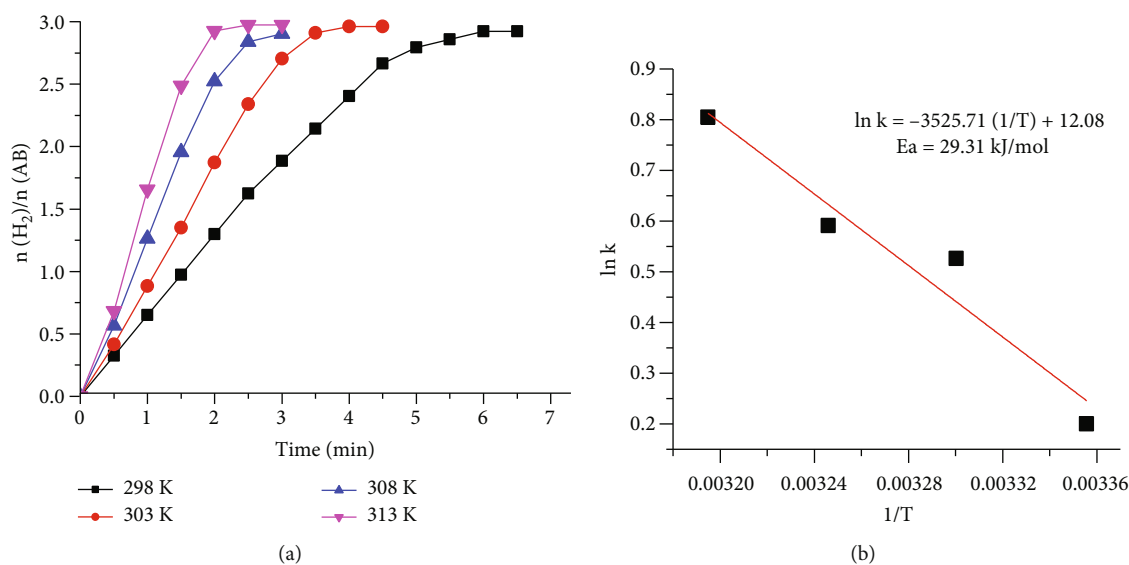 3.0
2.5
2.0
1.5
1.0
0.5
0.0
n (H₂)/n (AB)
0 1 2 3 4 5 6 7
Time (min)
298 K
303 K
308 K
313 K
(a)
0.9
0.8
0.7
0.6
0.5
0.4
0.3
0.2
ln k
ln k = –3525.71 (1/T) + 12.08
Ea = 29.31 kJ/mol
0.00320 0.00324 0.00328 0.00332 0.00336
1/T
(b)